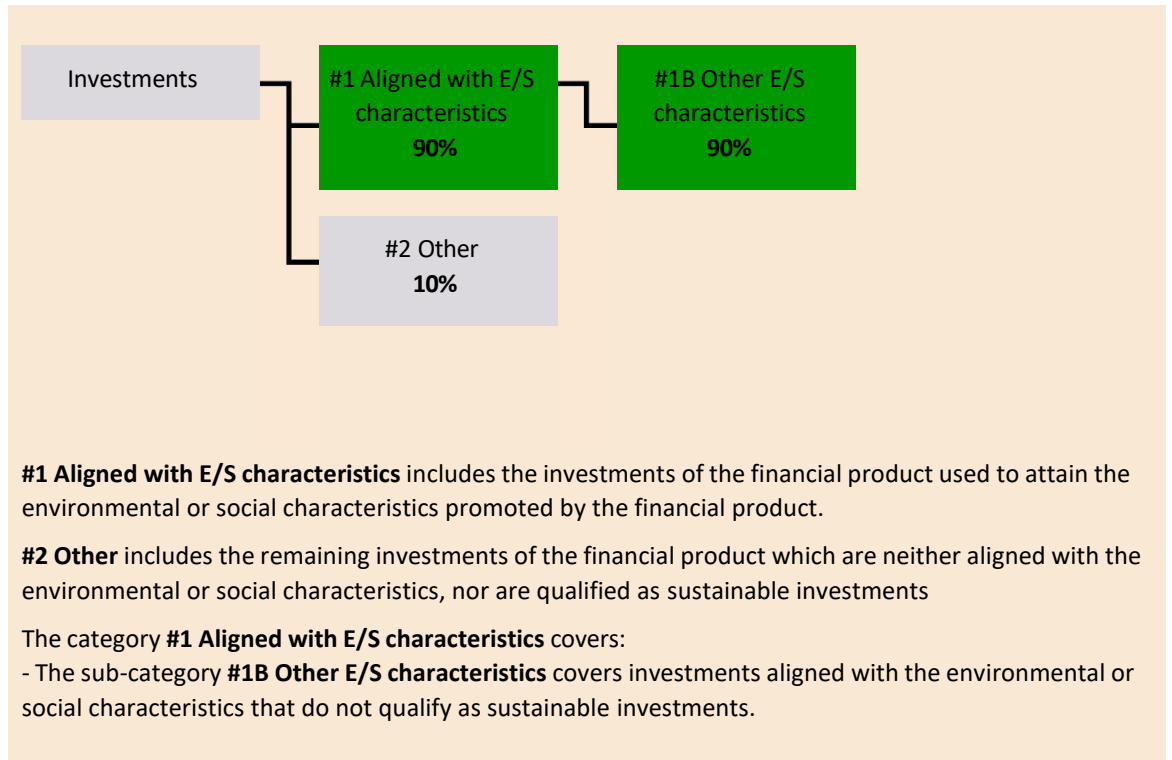 Investments
#1 Aligned with E/S
characteristics
90%
#1B Other E/S
characteristics
90%
#2 Other
10%
#1 Aligned with E/S characteristics includes the investments of the financial product used to attain the
environmental or social characteristics promoted by the financial product.
#2 Other includes the remaining investments of the financial product which are neither aligned with the
environmental or social characteristics, nor are qualified as sustainable investments
The category #1 Aligned with E/S characteristics covers:
- The sub-category #1B Other E/S characteristics covers investments aligned with the environmental or
social characteristics that do not qualify as sustainable investments.